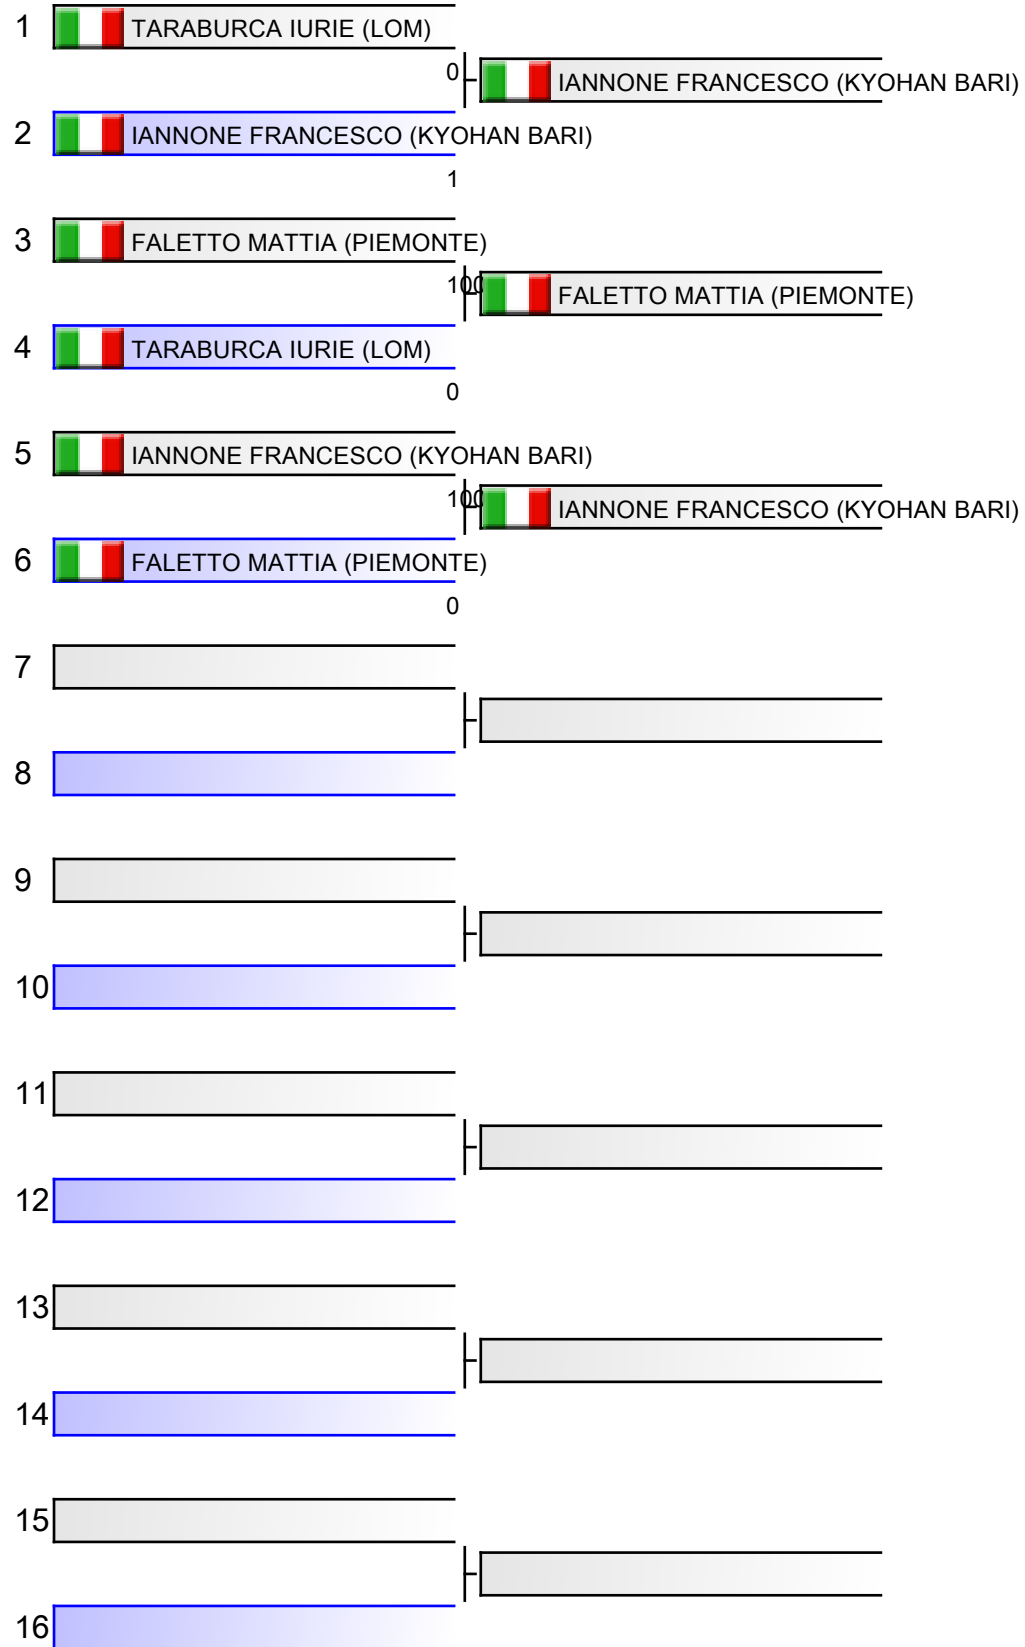 1 TARABURCA IURIE (LOM)
0 IANNONE FRANCESCO (KYOHAN BARI)
2 IANNONE FRANCESCO (KYOHAN BARI)
1
3 FALETTO MATTIA (PIEMONTE)
100 FALETTO MATTIA (PIEMONTE)
4 TARABURCA IURIE (LOM)
0
5 IANNONE FRANCESCO (KYOHAN BARI)
100 IANNONE FRANCESCO (KYOHAN BARI)
6 FALETTO MATTIA (PIEMONTE)
0
7
8
9
10
11
12
13
14
15
16